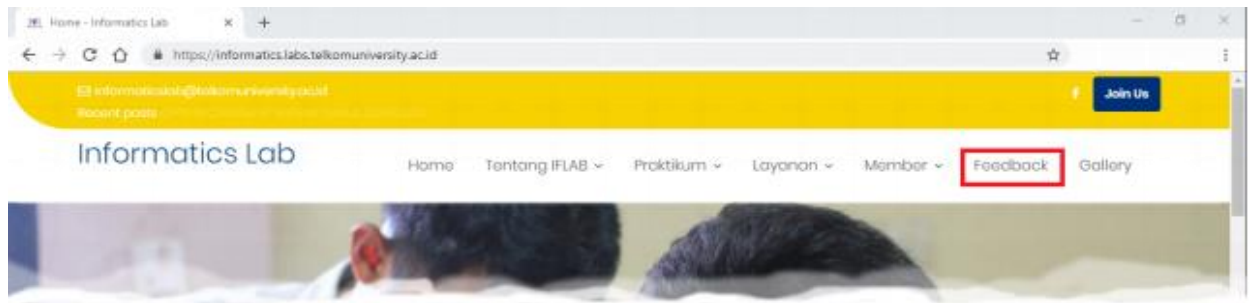 Home - Informatics Lab
https://informatics.labs.telkomuniversity.ac.id
informaticslab@telkomuniversity.ac.id
Join Us
Recent posts
Informatics Lab
Home Tentang IFLAB Praktikum Layanan Member Feedback Gallery